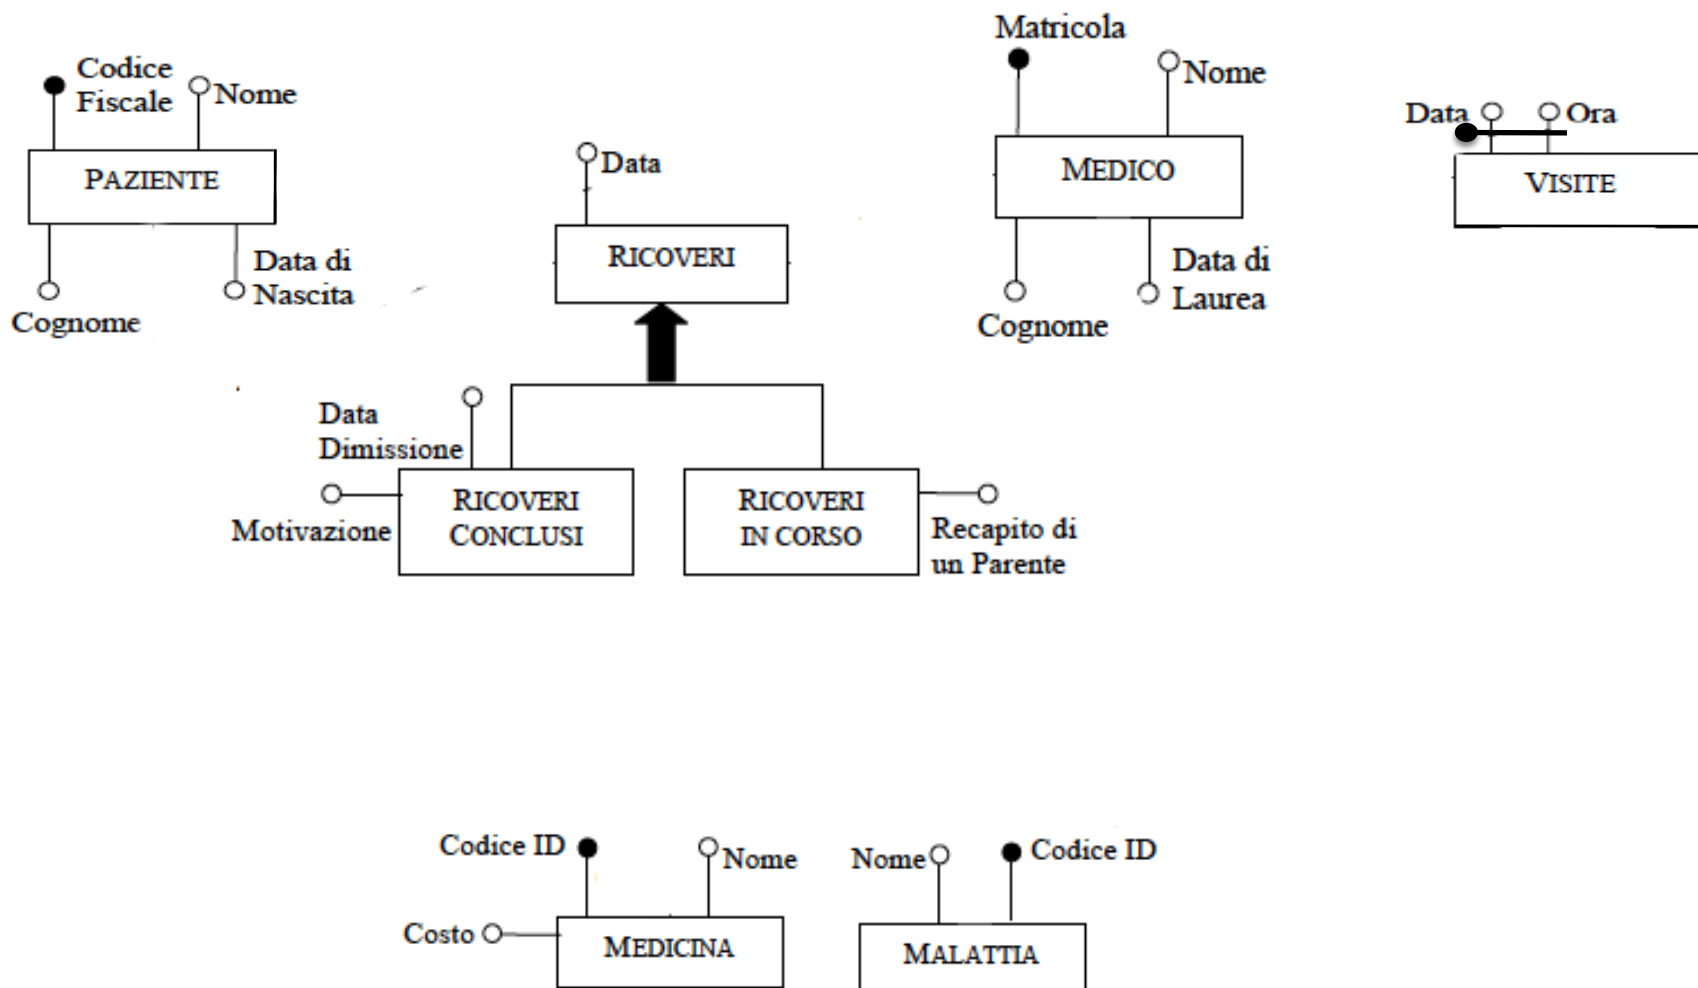 Codice
Fiscale
Nome
PAZIENTE
Cognome
Data di
Nascita
Data
RICOVERI
Matricola
Nome
MEDICO
Cognome
Data di
Laurea
Data
Ora
VISITE
Data
Dimissione
Motivazione
RICOVERI
CONCLUSI
RICOVERI
IN CORSO
Recapito di
un Parente
Codice ID
Nome
Costo
MEDICINA
Nome
Codice ID
MALATTIA